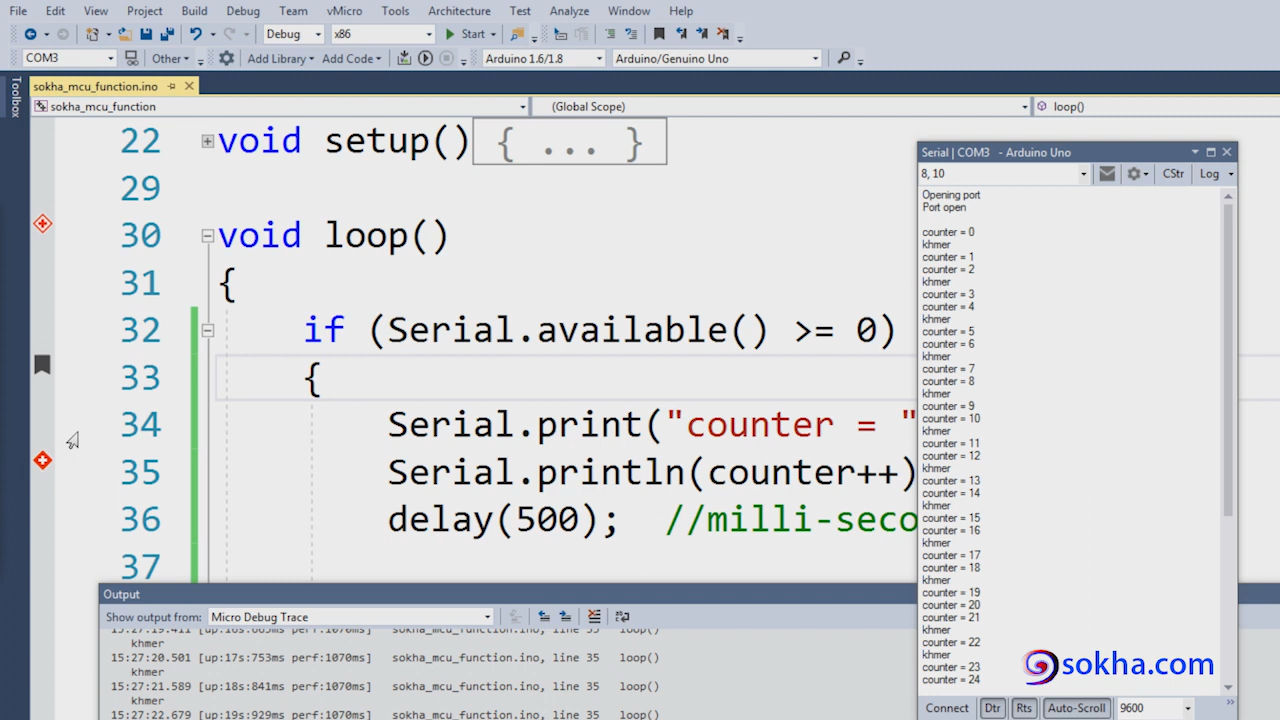 File Edit View Project Build Debug Team vMicro Tools Architecture Test Analyze Window Help
Debug x86 Start
COM3 Other Add Library Add Code Arduino 1.6/1.8 Arduino/Genuino Uno
Toolbox
sokha_mcu_function.ino
sokha_mcu_function (Global Scope) loop()
22 void setup() { ... }
29
30 void loop()
31 {
32 if (Serial.available() >= 0)
33 {
34 Serial.print("counter = "
35 Serial.println(counter++)
36 delay(500); //milli-seco
37
Serial | COM3 - Arduino Uno
8, 10 CStr Log
Opening port
Port open
counter = 0
khmer
counter = 1
counter = 2
khmer
counter = 3
counter = 4
khmer
counter = 5
counter = 6
khmer
counter = 7
counter = 8
khmer
counter = 9
counter = 10
khmer
counter = 11
counter = 12
khmer
counter = 13
counter = 14
khmer
counter = 15
counter = 16
khmer
counter = 17
counter = 18
khmer
counter = 19
counter = 20
counter = 21
khmer
counter = 22
khmer
counter = 23
counter = 24
Connect Dtr Rts Auto-Scroll 9600
Output
Show output from: Micro Debug Trace
sokha_mcu_function.ino, line 35 loop()
khmer
15:27:20.501 [up:17s:753ms perf:1070ms] sokha_mcu_function.ino, line 35 loop()
khmer
15:27:21.589 [up:18s:841ms perf:1070ms] sokha_mcu_function.ino, line 35 loop()
khmer
15:27:22.679 [up:19s:929ms perf:1070ms] sokha_mcu_function.ino, line 35 loop()
sokha.com